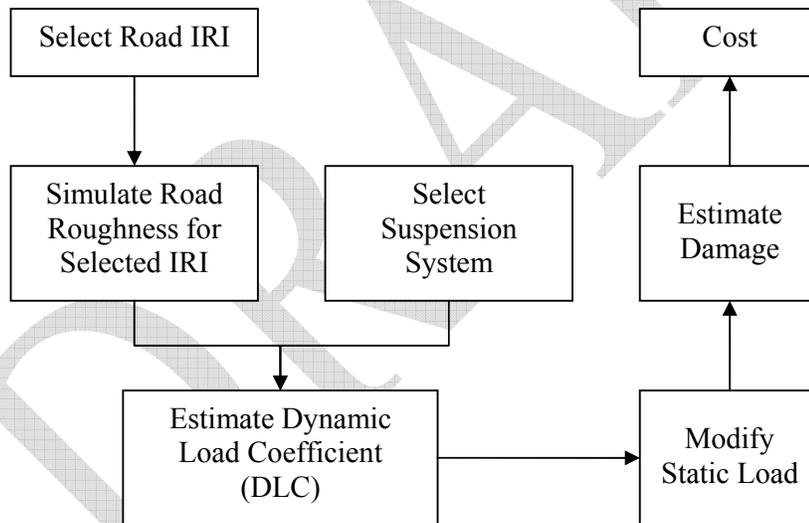 Select Road IRI
Cost
Simulate Road
Roughness for
Selected IRI
Select
Suspension
System
Estimate
Damage
Estimate Dynamic
Load Coefficient
(DLC)
Modify
Static Load
DRA